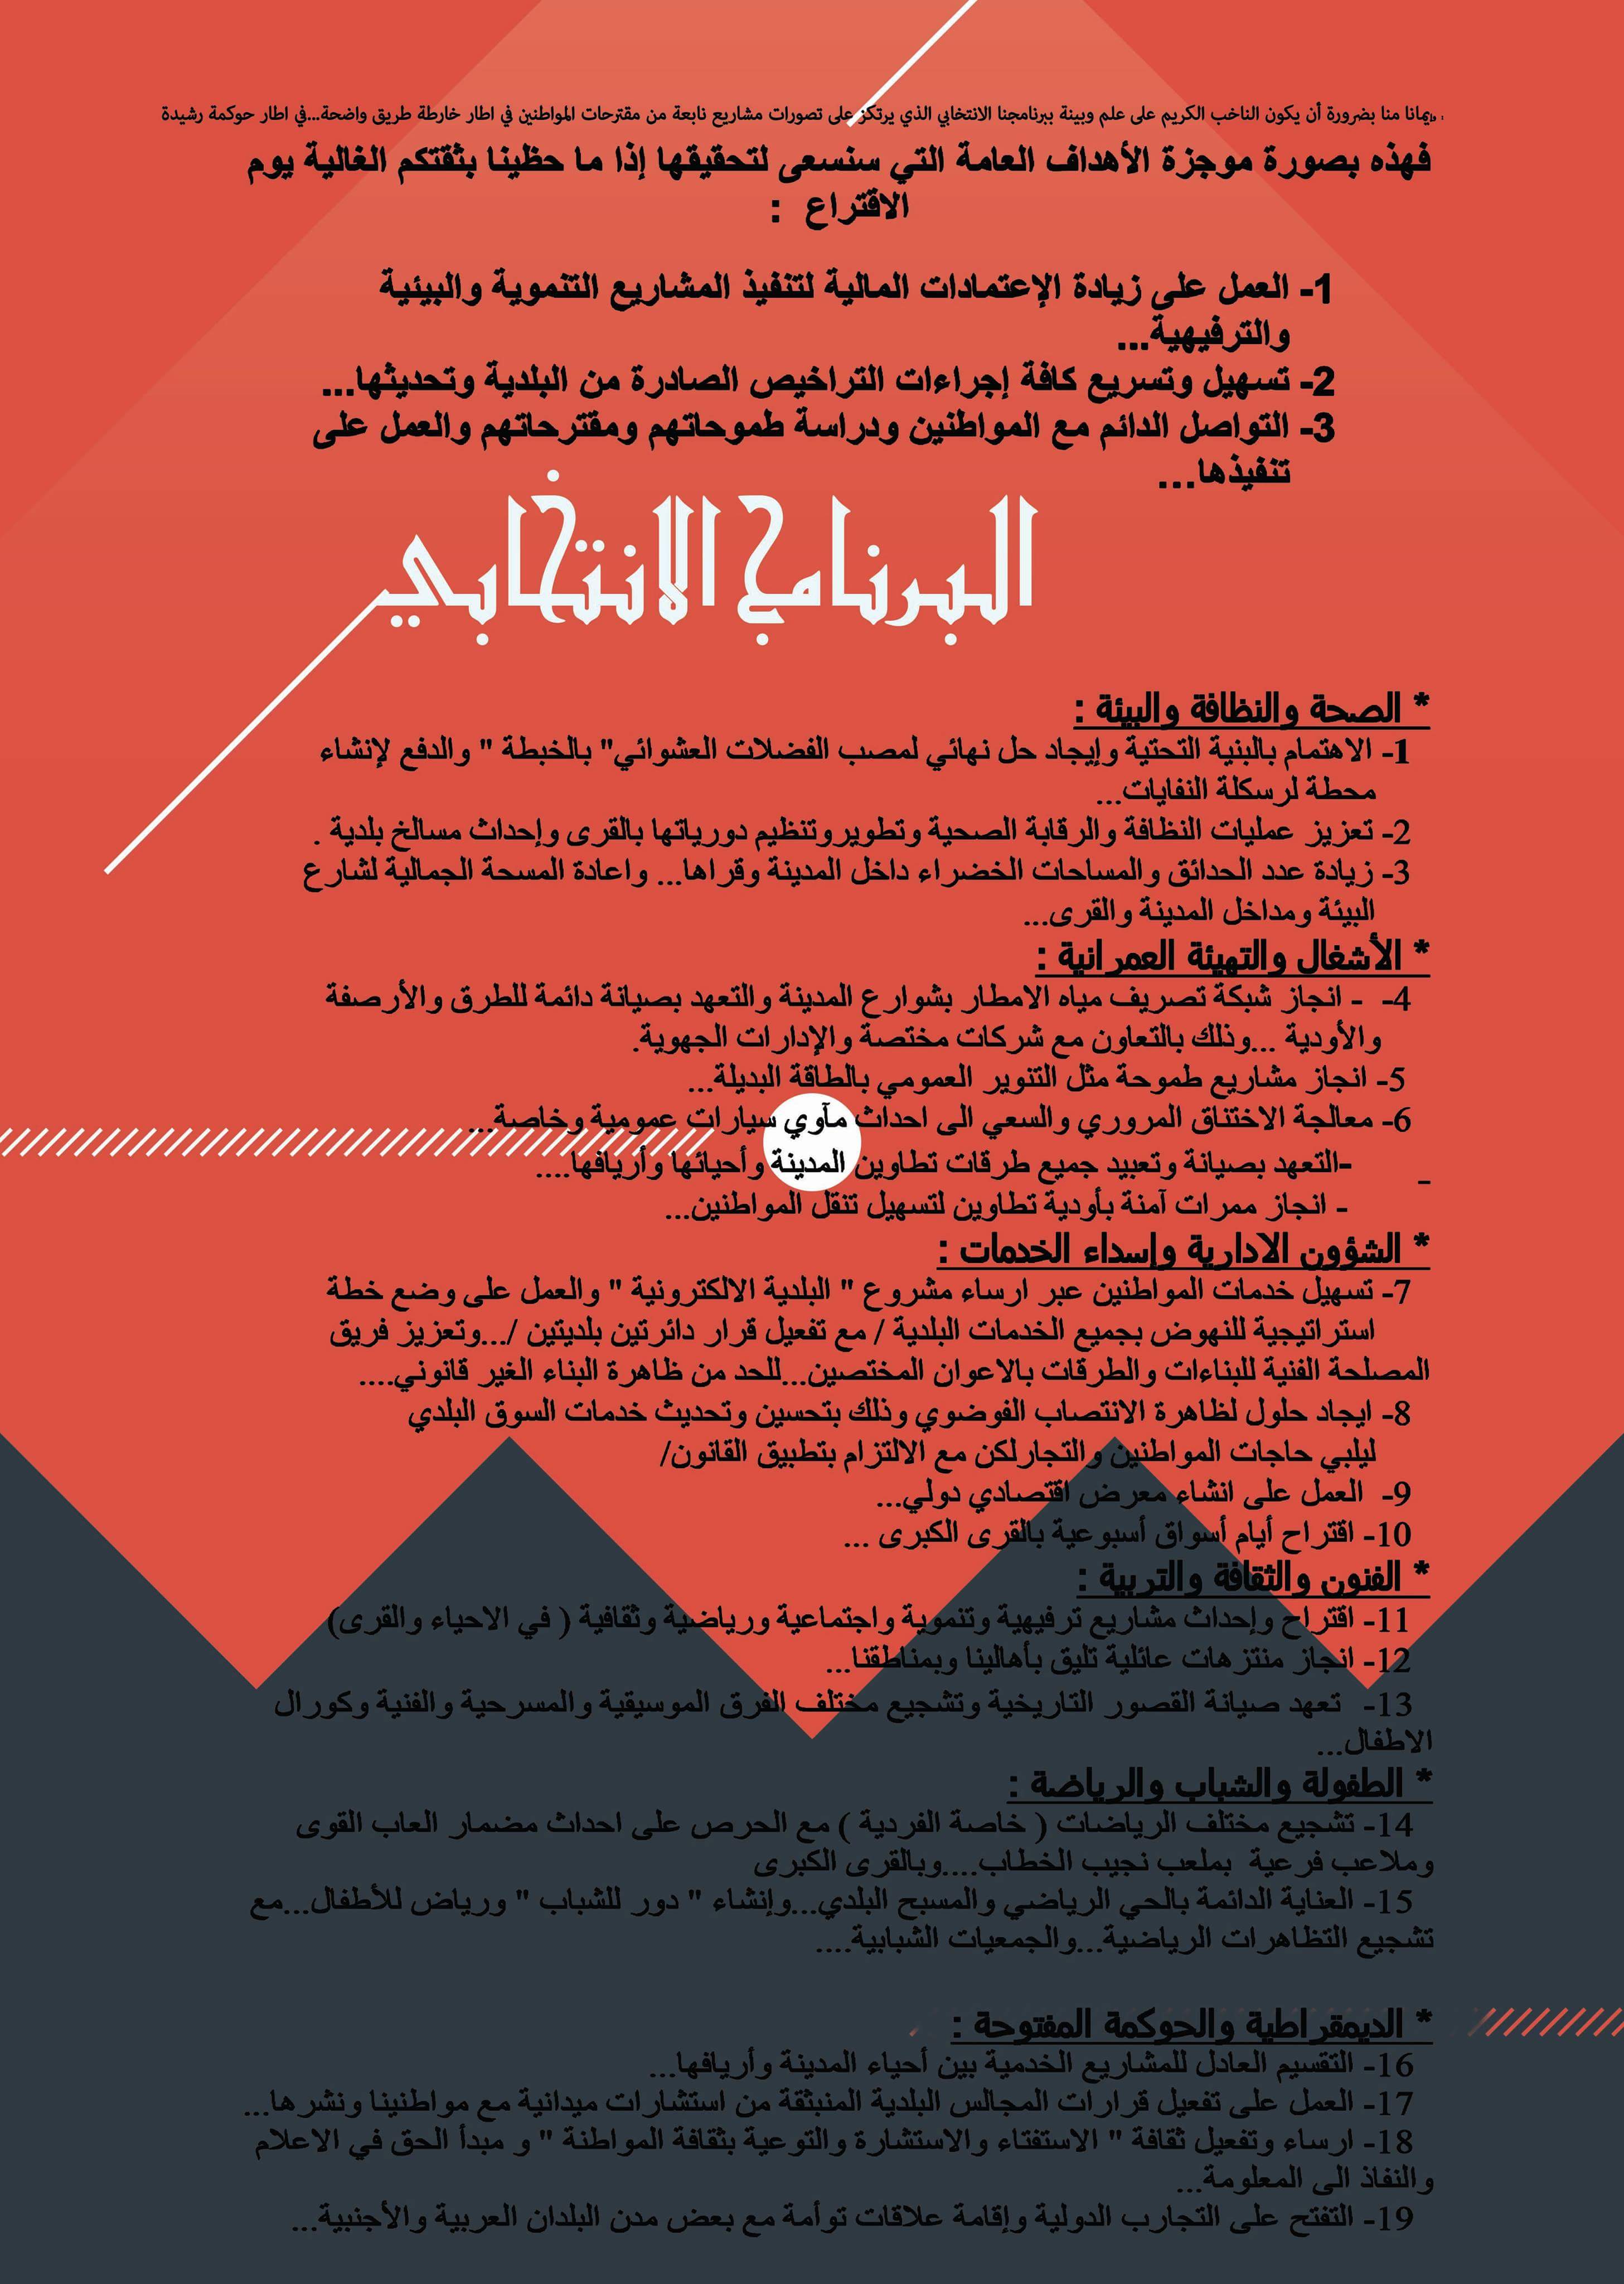 إيمانا منا بضرورة أن يكون الناخب الكريم على علم وبينة ببرنامجنا الانتخابي الذي يرتكز على تصورات مشاريع نابعة من مقترحات المواطنين في اطار خارطة طريق واضحة...في اطار حوكمة رشيدة
فهذه بصورة موجزة الأهداف العامة التي سنسعى لتحقيقها إذا ما حظينا بثقتكم الغالية يوم
الاقتراع :
1- العمل على زيادة الإعتمادات المالية لتنفيذ المشاريع التنموية والبيئية
والترفيهية...
2- تسهيل وتسريع كافة إجراءات التراخيص الصادرة من البلدية وتحديثها...
3- التواصل الدائم مع المواطنين ودراسة طموحاتهم ومقترحاتهم والعمل على
تنفيذها...
البرنامج الانتخابي
* الصحة والنظافة والبيئة :
1- الاهتمام بالبنية التحتية وإيجاد حل نهائي لمصب الفضلات العشوائي" بالخبطة " والدفع لإنشاء
محطة لرسكلة النفايات...
2- تعزيز عمليات النظافة والرقابة الصحية وتطويروتنظيم دورياتها بالقرى وإحداث مسالخ بلدية .
3- زيادة عدد الحدائق والمساحات الخضراء داخل المدينة وقراها... واعادة المسحة الجمالية لشارع
البيئة ومداخل المدينة والقرى...
* الأشغال والتهيئة العمرانية :
4- - انجاز شبكة تصريف مياه الامطار بشوارع المدينة والتعهد بصيانة دائمة للطرق والأرصفة
والأودية ...وذلك بالتعاون مع شركات مختصة والإدارات الجهوية.
5- انجاز مشاريع طموحة مثل التنوير العمومي بالطاقة البديلة...
6- معالجة الاختناق المروري والسعي الى احداث مآوي سيارات عمومية وخاصة...
- -التعهد بصيانة وتعبيد جميع طرقات تطاوين المدينة وأحيائها وأريافها....
- انجاز ممرات آمنة بأودية تطاوين لتسهيل تنقل المواطنين...
* الشؤون الادارية وإسداء الخدمات :
7- تسهيل خدمات المواطنين عبر ارساء مشروع " البلدية الالكترونية " والعمل على وضع خطة
استراتيجية للنهوض بجميع الخدمات البلدية / مع تفعيل قرار دائرتين بلديتين /...وتعزيز فريق
المصلحة الفنية للبناءات والطرقات بالاعوان المختصين...للحد من ظاهرة البناء الغير قانوني....
8- ايجاد حلول لظاهرة الانتصاب الفوضوي وذلك بتحسين وتحديث خدمات السوق البلدي
ليلبي حاجات المواطنين والتجارلكن مع الالتزام بتطبيق القانون/
9- العمل على انشاء معرض اقتصادي دولي...
10- اقتراح أيام أسواق أسبوعية بالقرى الكبرى ...
* الفنون والثقافة والتربية :
11- اقتراح وإحداث مشاريع ترفيهية وتنموية واجتماعية ورياضية وثقافية ( في الاحياء والقرى)
12- انجاز منتزهات عائلية تليق بأهالينا وبمناطقنا...
13- تعهد صيانة القصور التاريخية وتشجيع مختلف الفرق الموسيقية والمسرحية والفنية وكورال
الاطفال...
* الطفولة والشباب والرياضة :
14- تشجيع مختلف الرياضات ( خاصة الفردية ) مع الحرص على احداث مضمار العاب القوى
وملاعب فرعية بملعب نجيب الخطاب....وبالقرى الكبرى
15- العناية الدائمة بالحي الرياضي والمسبح البلدي...وإنشاء " دور للشباب " ورياض للأطفال...مع
تشجيع التظاهرات الرياضية...والجمعيات الشبابية....
* الديمقراطية والحوكمة المفتوحة :
16- التقسيم العادل للمشاريع الخدمية بين أحياء المدينة وأريافها...
17- العمل على تفعيل قرارات المجالس البلدية المنبثقة من استشارات ميدانية مع مواطنينا ونشرها...
18- ارساء وتفعيل ثقافة " الاستفتاء والاستشارة والتوعية بثقافة المواطنة " و مبدأ الحق في الاعلام
والنفاذ الى المعلومة...
19- التفتح على التجارب الدولية وإقامة علاقات توأمة مع بعض مدن البلدان العربية والأجنبية...